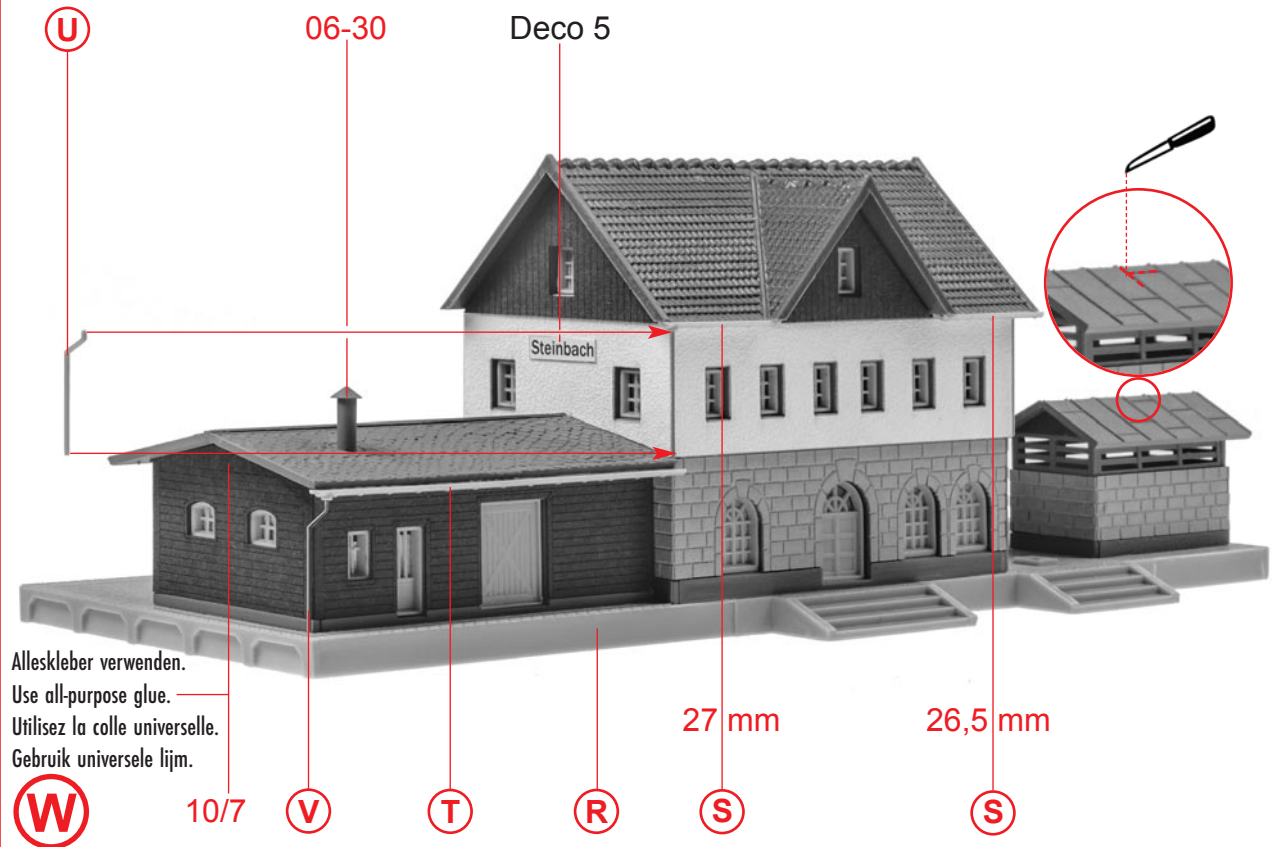 U
06-30
Deco 5
Steinbach
Alleskleber verwenden.
Use all-purpose glue.
Utilisez la colle universelle.
Gebruik universele lijm.
27 mm
26,5 mm
W
10/7
V
T
R
S
S